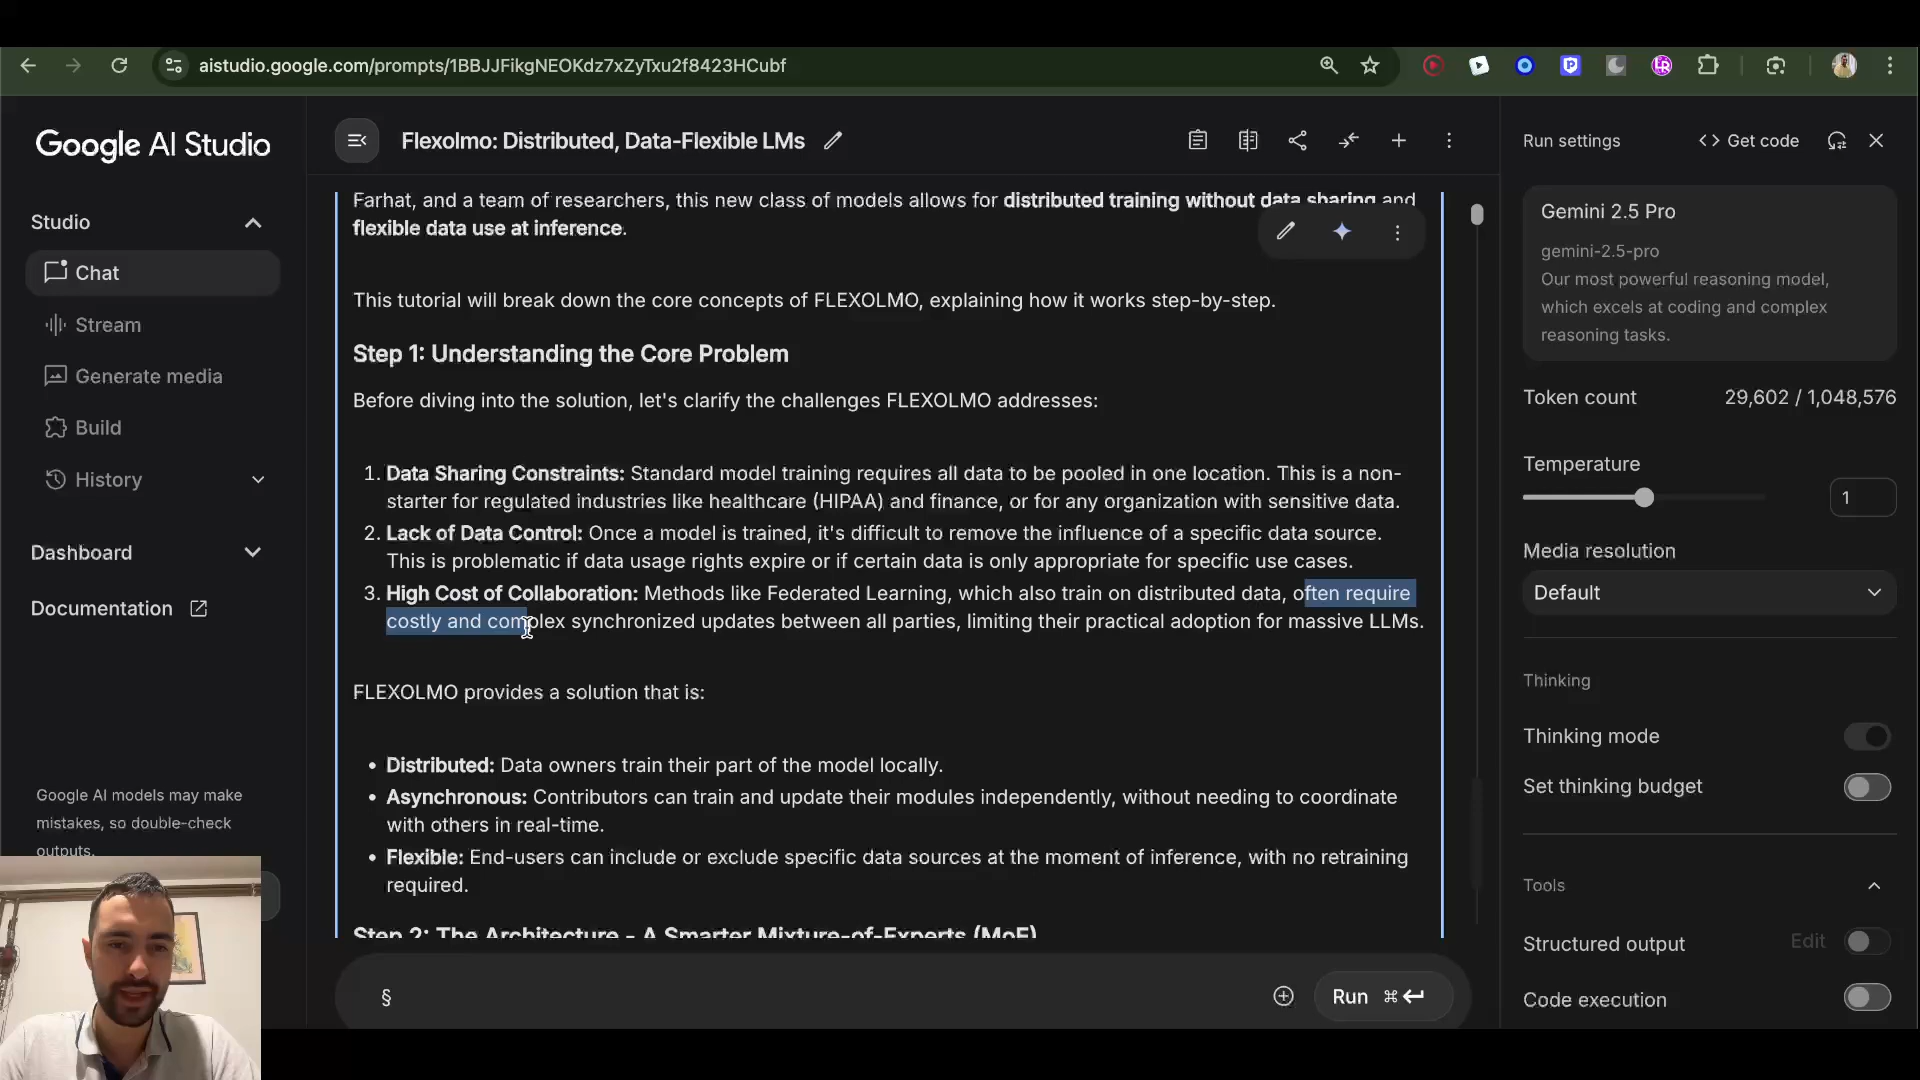 aistudio.google.com/prompts/1BBJJFikgNEOKdz7xZyTxu2f8423HCubf
Google AI Studio
Studio
Chat
Stream
Generate media
Build
History
Dashboard
Documentation
Google AI models may make
mistakes, so double-check
outputs.
Flexolmo: Distributed, Data-Flexible LMs
Farhat, and a team of researchers, this new class of models allows for distributed training without data sharing and
flexible data use at inference.
This tutorial will break down the core concepts of FLEXOLMO, explaining how it works step-by-step.
Step 1: Understanding the Core Problem
Before diving into the solution, let's clarify the challenges FLEXOLMO addresses:
1. Data Sharing Constraints: Standard model training requires all data to be pooled in one location. This is a non-
starter for regulated industries like healthcare (HIPAA) and finance, or for any organization with sensitive data.
2. Lack of Data Control: Once a model is trained, it's difficult to remove the influence of a specific data source.
This is problematic if data usage rights expire or if certain data is only appropriate for specific use cases.
3. High Cost of Collaboration: Methods like Federated Learning, which also train on distributed data, often require
costly and complex synchronized updates between all parties, limiting their practical adoption for massive LLMs.
FLEXOLMO provides a solution that is:
• Distributed: Data owners train their part of the model locally.
• Asynchronous: Contributors can train and update their modules independently, without needing to coordinate
with others in real-time.
• Flexible: End-users can include or exclude specific data sources at the moment of inference, with no retraining
required.
Step 2: The Architecture - A Smarter Mixture-of-Experts (MoE)
§
Run ⌘
Run settings
<> Get code
Gemini 2.5 Pro
gemini-2.5-pro
Our most powerful reasoning model,
which excels at coding and complex
reasoning tasks.
Token count 29,602 / 1,048,576
Temperature
1
Media resolution
Default
Thinking
Thinking mode
Set thinking budget
Tools
Structured output Edit
Code execution